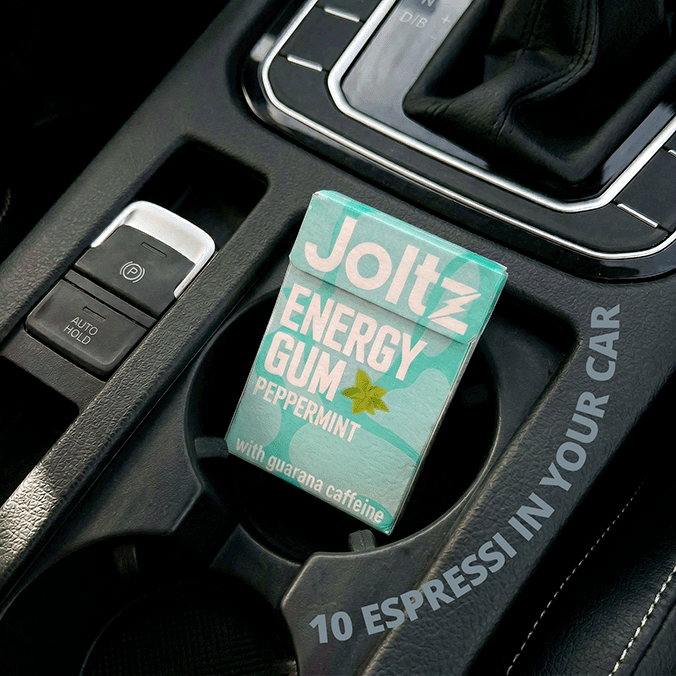 N +
D/B
P
AUTO
HOLD
Joltz
ENERGY
GUM
PEPPERMINT
with guarana caffeine
10 ESPRESSI IN YOUR CAR